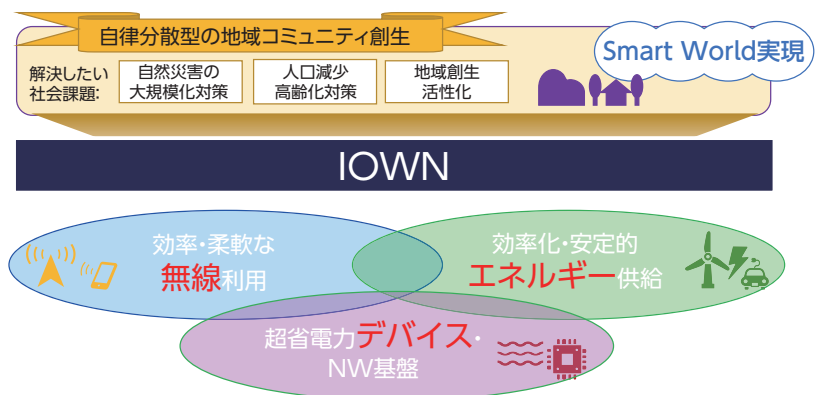 自律分散型の地域コミュニティ創生
Smart World実現
解決したい
社会課題:
自然災害の
大規模化対策
人口減少
高齢化対策
地域創生
活性化
IOWN
効率・柔軟な
無線利用
効率化・安定的
エネルギー供給
超省電力デバイス・
NW基盤